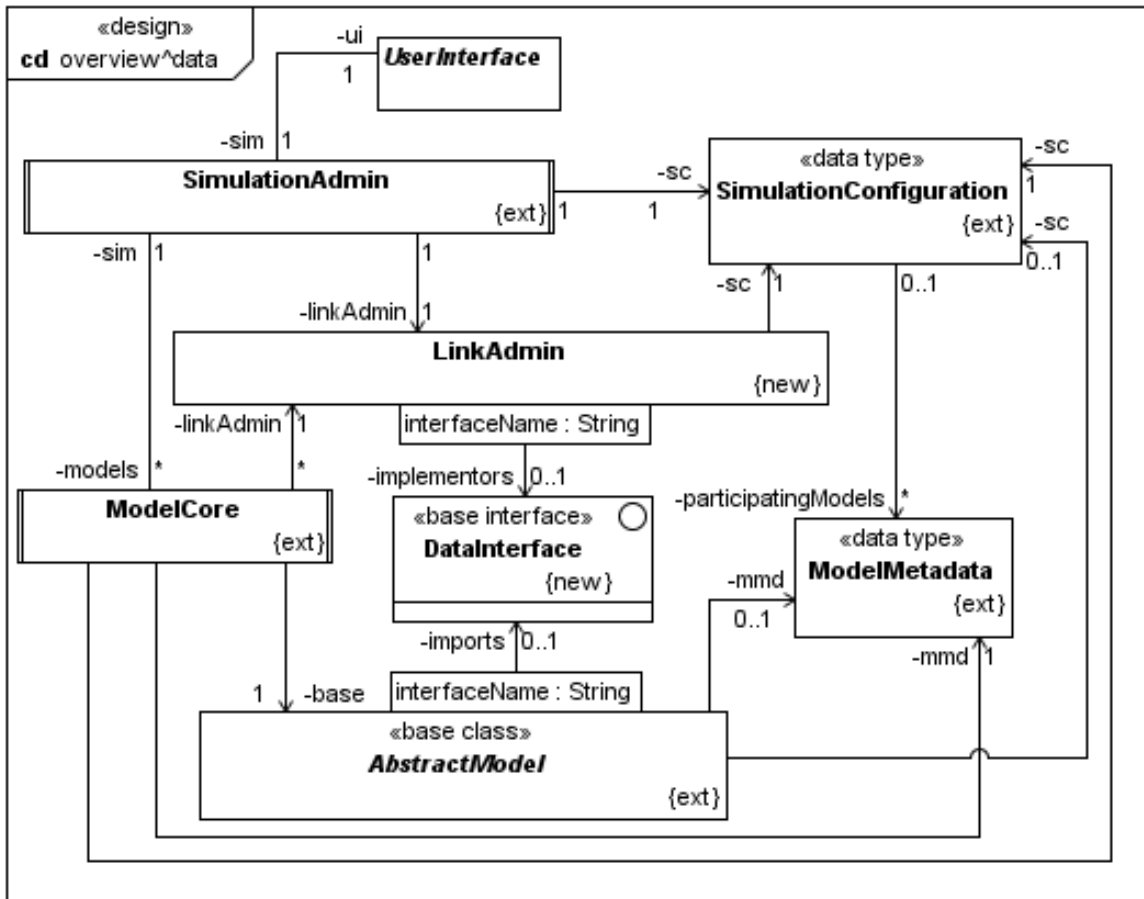 «design»
cd overview^data
-ui
1
UserInterface
-sim 1
SimulationAdmin
{ext}
1
-sc
1
«data type»
SimulationConfiguration
{ext}
-sc
1
-sc
0..1
-sim 1
1
-linkAdmin 1
-sc 1
0..1
LinkAdmin
{new}
interfaceName : String
-linkAdmin 1
-implementors 0..1
-models *
*
ModelCore
{ext}
«base interface»
DataInterface
{new}
-participatingModels *
«data type»
ModelMetadata
{ext}
-mmd
0..1
-imports 0..1
-mmd 1
1 -base
interfaceName : String
«base class»
AbstractModel
{ext}